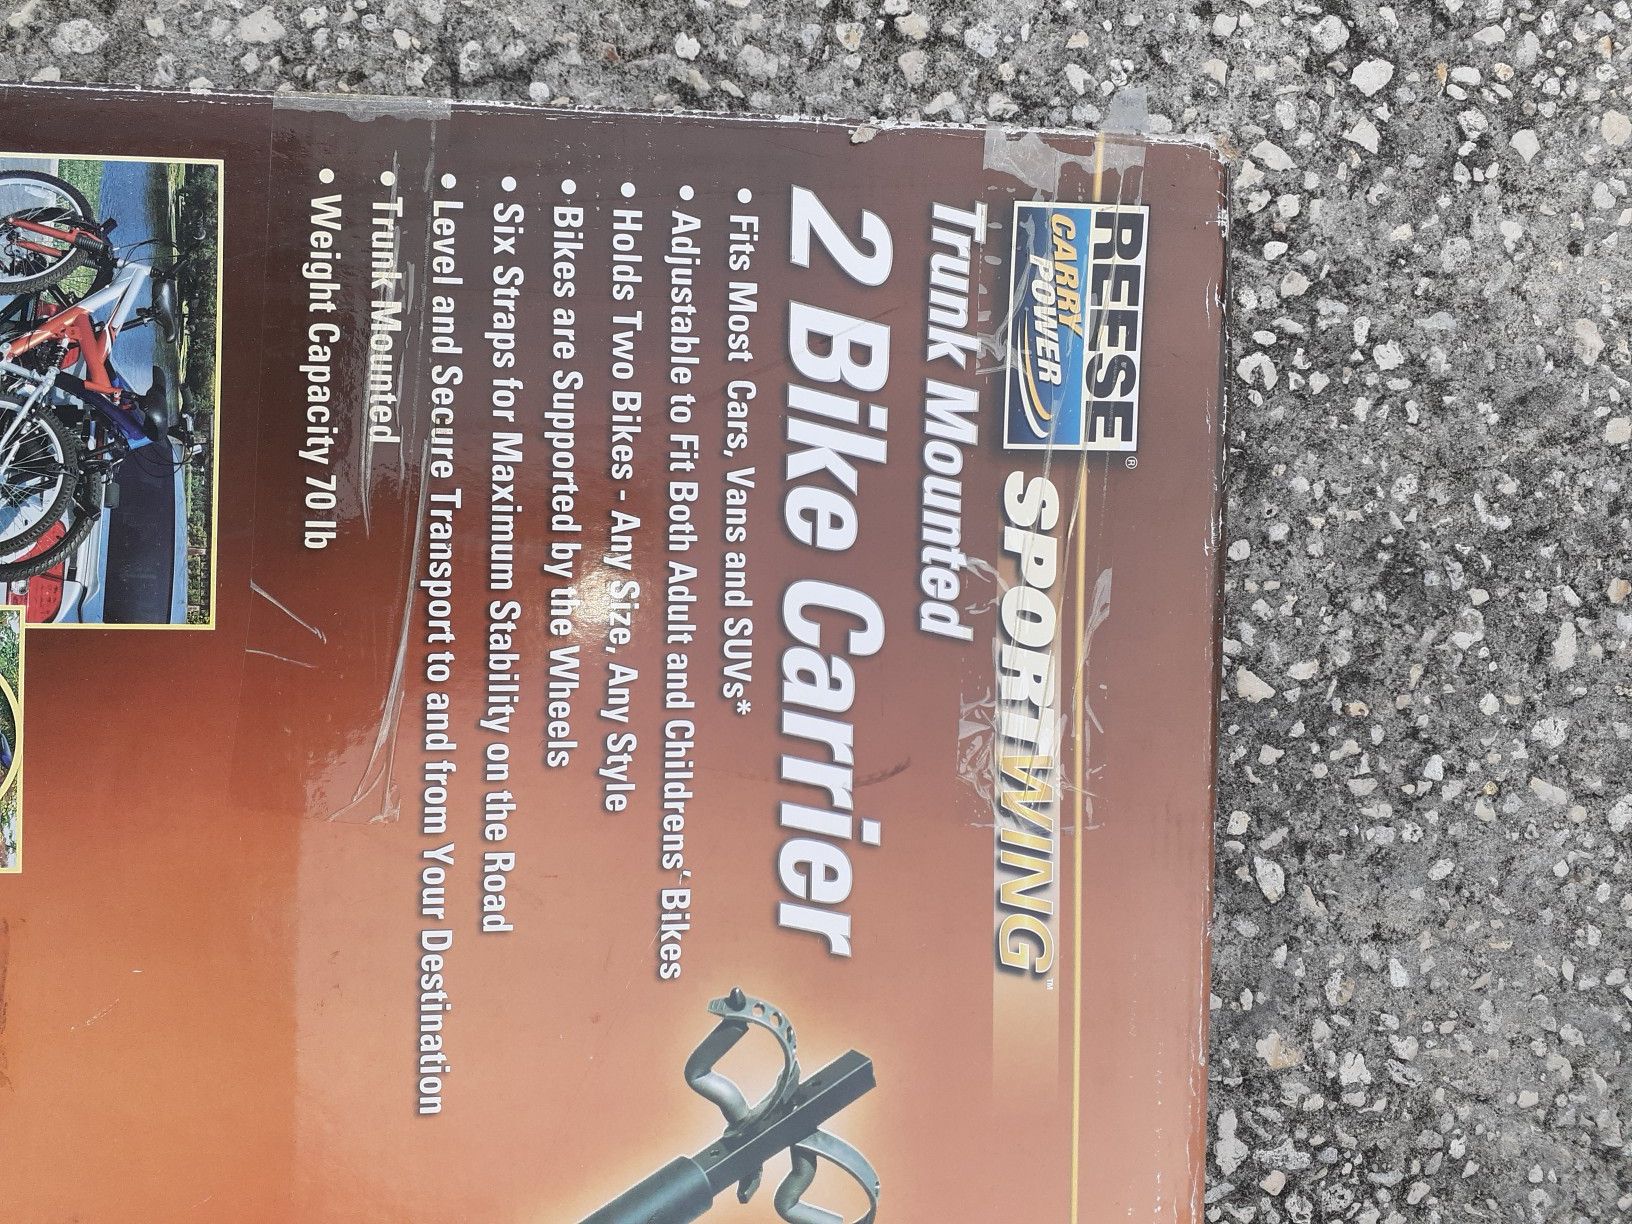 REESE®
CARRY
POWER
SPORTWING™
Trunk Mounted
2 Bike Carrier
• Fits Most Cars, Vans and SUVs*
• Adjustable to Fit Both Adult and Childrens' Bikes
• Holds Two Bikes - Any Size, Any Style
• Bikes are Supported by the Wheels
• Six Straps for Maximum Stability on the Road
• Level and Secure Transport to and from Your Destination
• Trunk Mounted
• Weight Capacity 70 lb